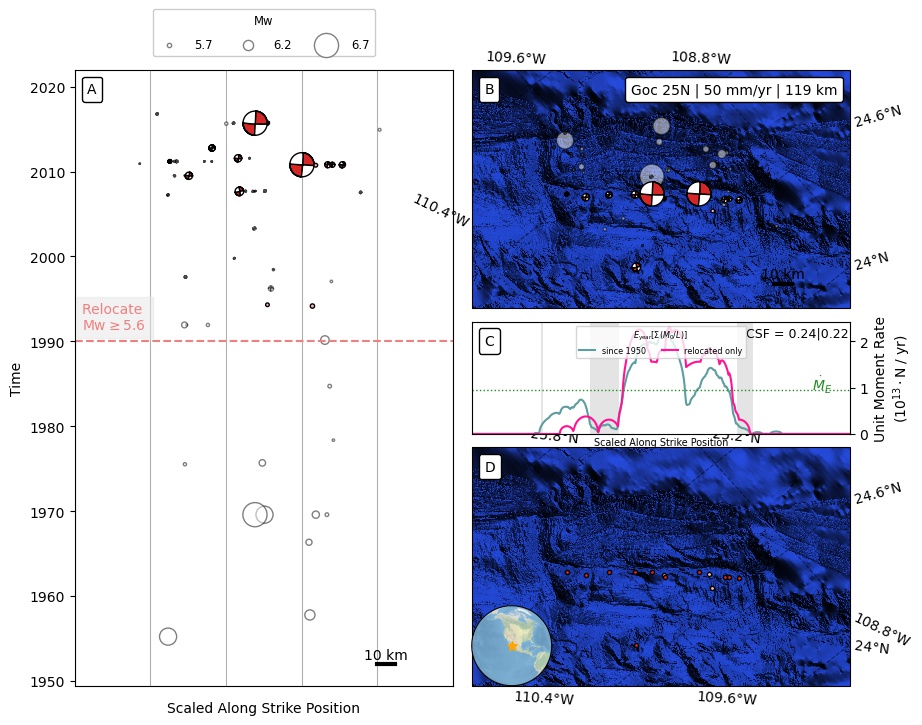 Mw
5.7 6.2 6.7
A
2020
2010
2000
1990
1980
1970
1960
1950
Time
Relocate
Mw ≥ 5.6
10 km
Scaled Along Strike Position
109.6°W 108.8°W
B
Goc 25N | 50 mm/yr | 119 km
24.6°N
110.4°W
24°N
10 km
C
E_year[Σ(M₀/L)]
since 1950 relocated only
CSF = 0.24|0.22
Ṁ_E
2
1
0
Unit Moment Rate
(10¹³ · N / yr)
Scaled Along Strike Position
D
24.6°N
108.8°W
24°N
110.4°W 109.6°W